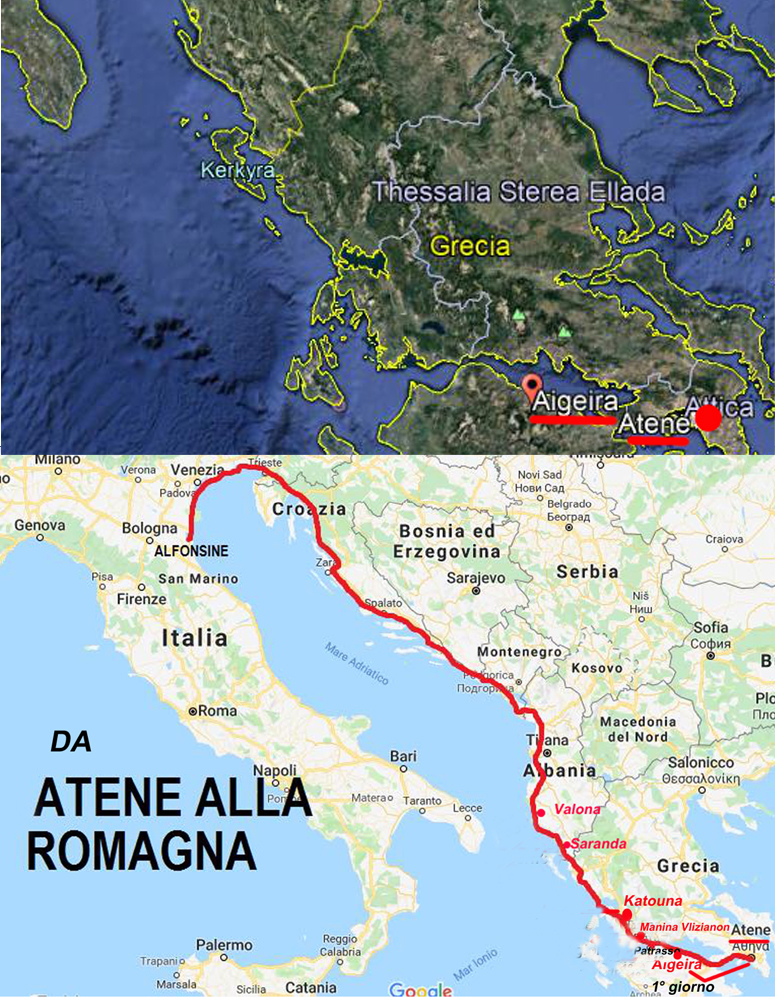 Kerkyra
Thessalia Sterea Ellada
Grecia
Aigeira
Attica
Atene
Milano
Verona
Venezia
Trieste
Padova
Novi Sad
Нови Сад
Croazia
Genova
Bologna
ALFONSINE
Bosnia ed
Erzegovina
Belgrado
Београд
Craiova
Pisa
San Marino
Firenze
Zara
Sarajevo
Serbia
Spalato
Niš
Ниш
Italia
Sofia
София
Mare Adriatico
Montenegro
Kosovo
Podgorica
Подгорица
Roma
Macedonia
del Nord
DA
Tirana
Albania
Bari
Salonicco
Θεσσαλονίκη
Napoli
ATENE ALLA
Matera
Taranto
Lecce
Valona
ROMAGNA
Saranda
Grecia
Katouna
Manina Vlizianon
Atene
Αθήνα
Patrasso
Aigeira
Palermo
Reggio
Calabria
Trapani
Marsala
Mar Ionio
1° giorno
Sicilia
Catania
Google